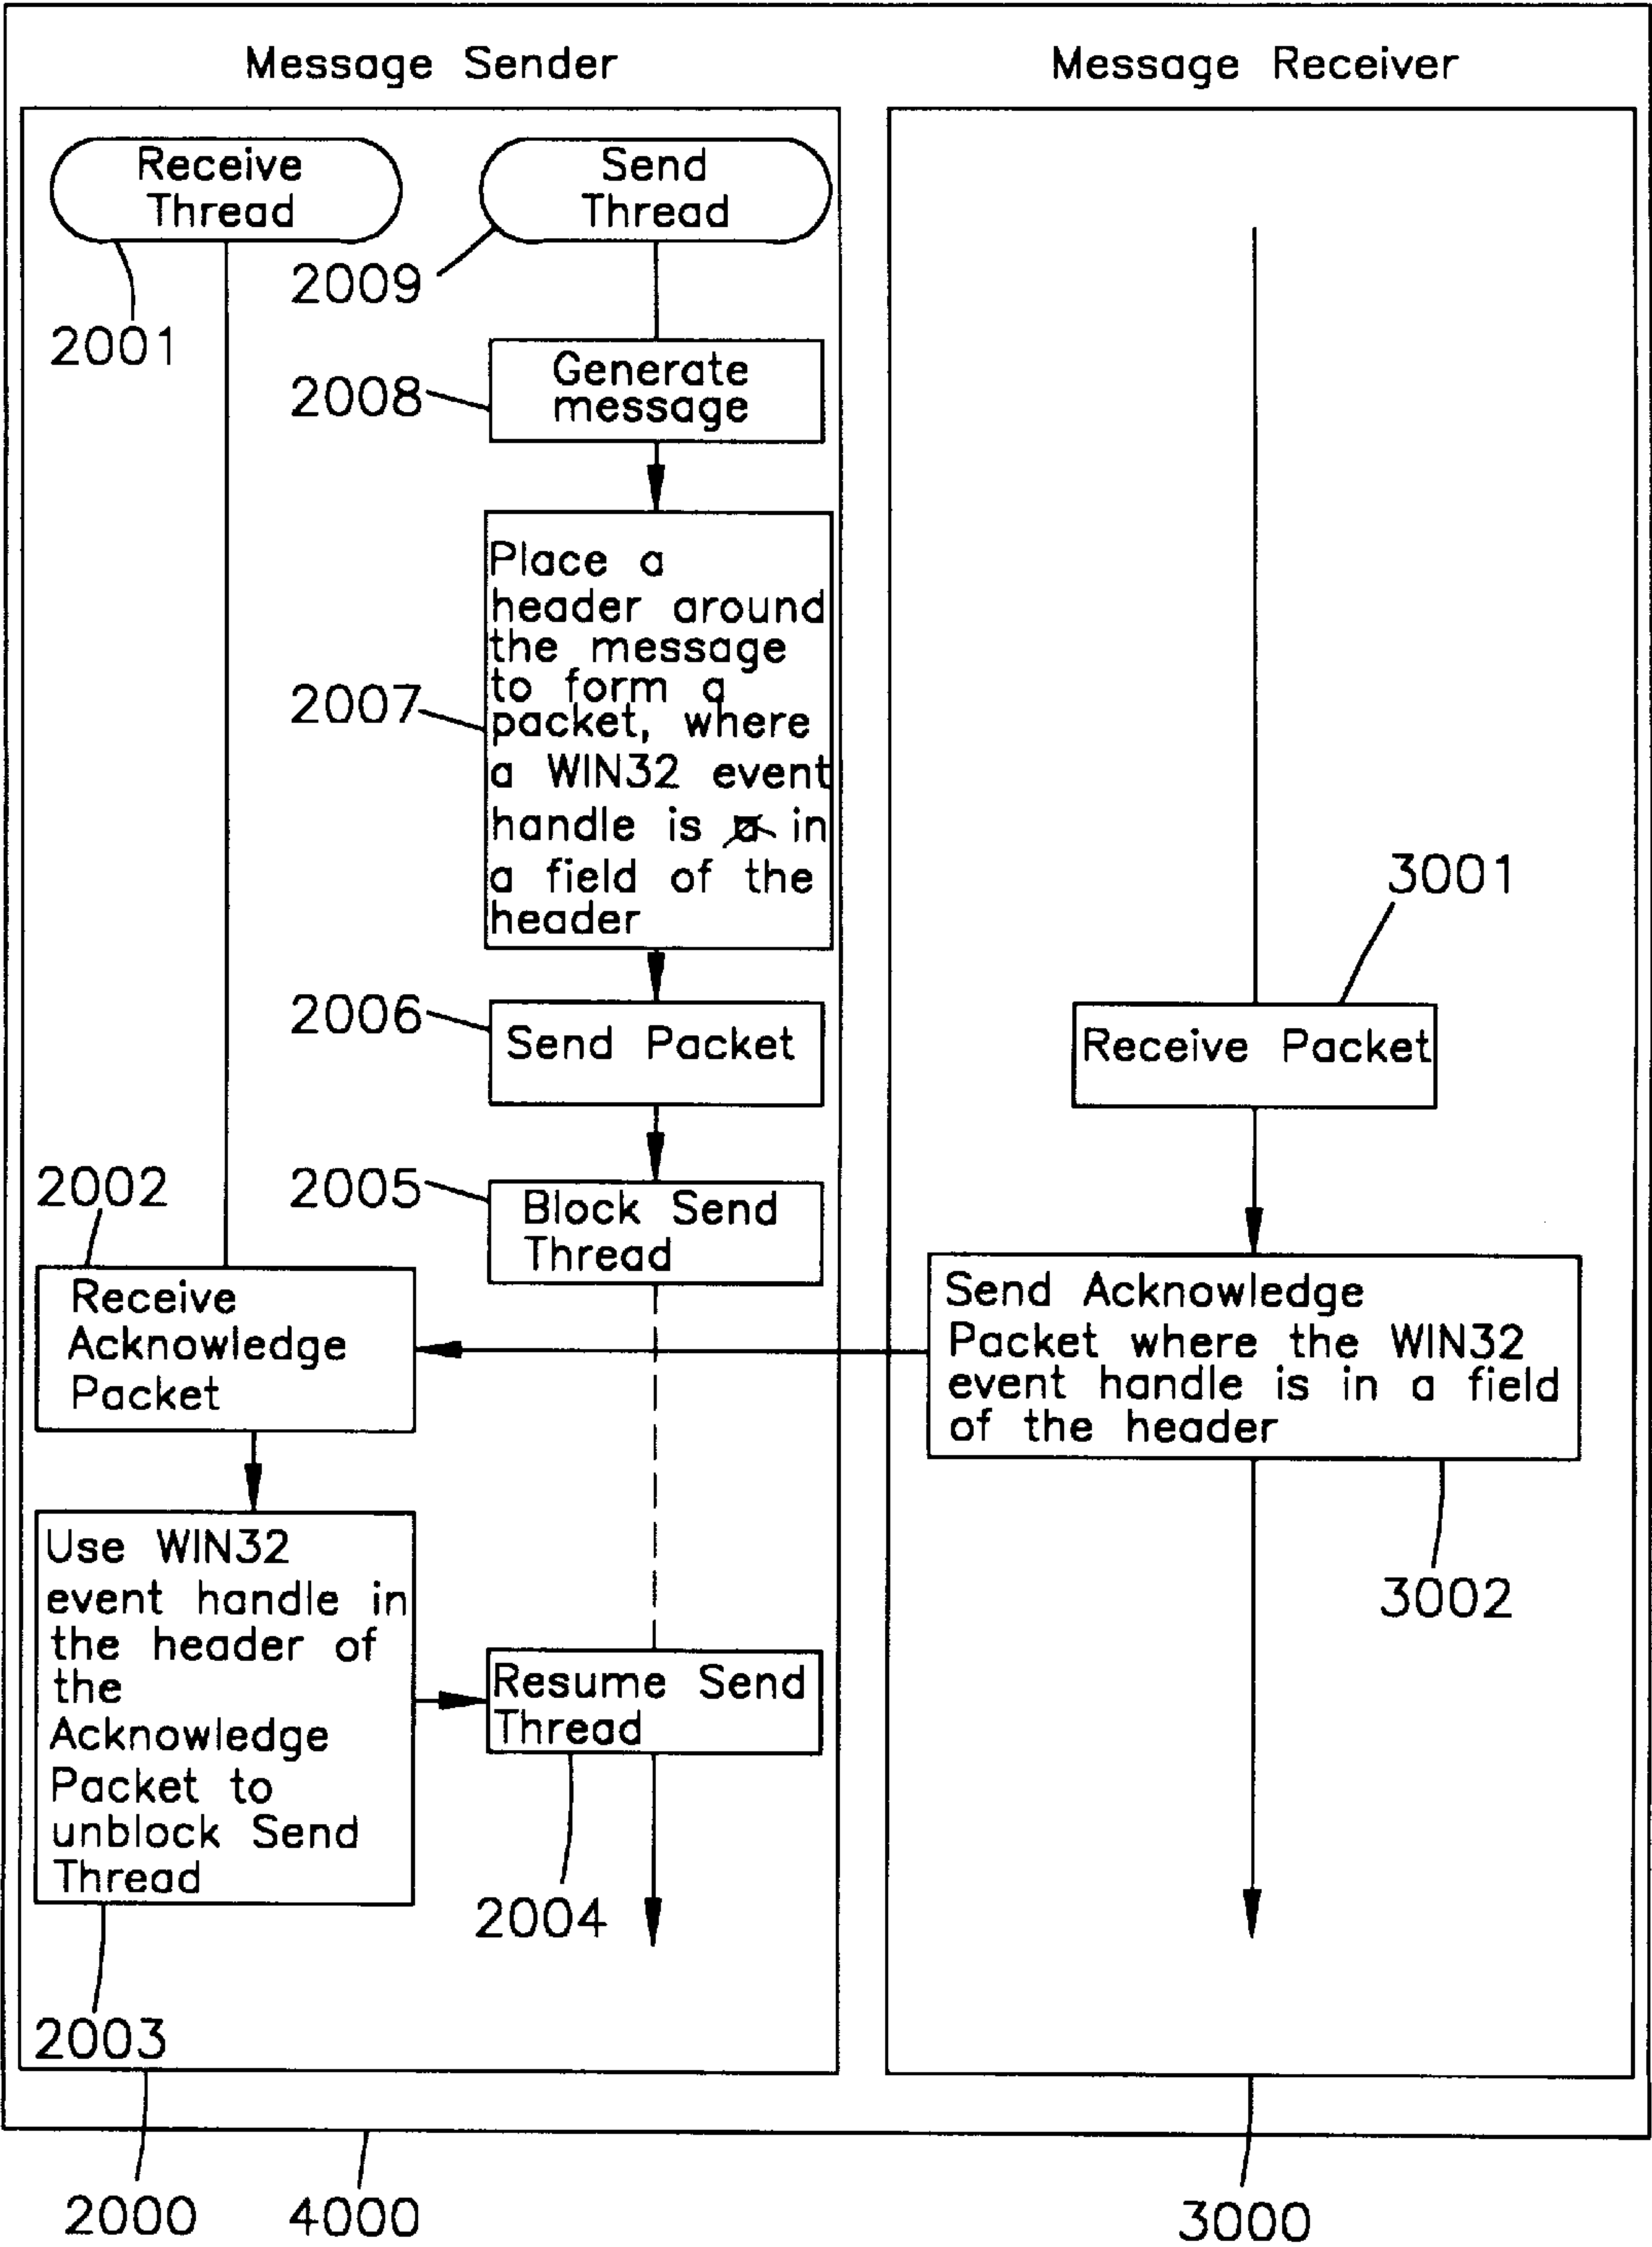 Message Sender
Message Receiver
Receive
Thread
Send
Thread
2001
2009
Generate
message
2008
Place a
header around
the message
to form a
packet, where
a WIN32 event
handle is a in
a field of the
header
2007
2006
Send Packet
3001
Receive Packet
2005
Block Send
Thread
2002
Receive
Acknowledge
Packet
Send Acknowledge
Packet where the WIN32
event handle is in a field
of the header
3002
Use WIN32
event handle in
the header of
the
Acknowledge
Packet to
unblock Send
Thread
Resume Send
Thread
2004
2003
2000
4000
3000